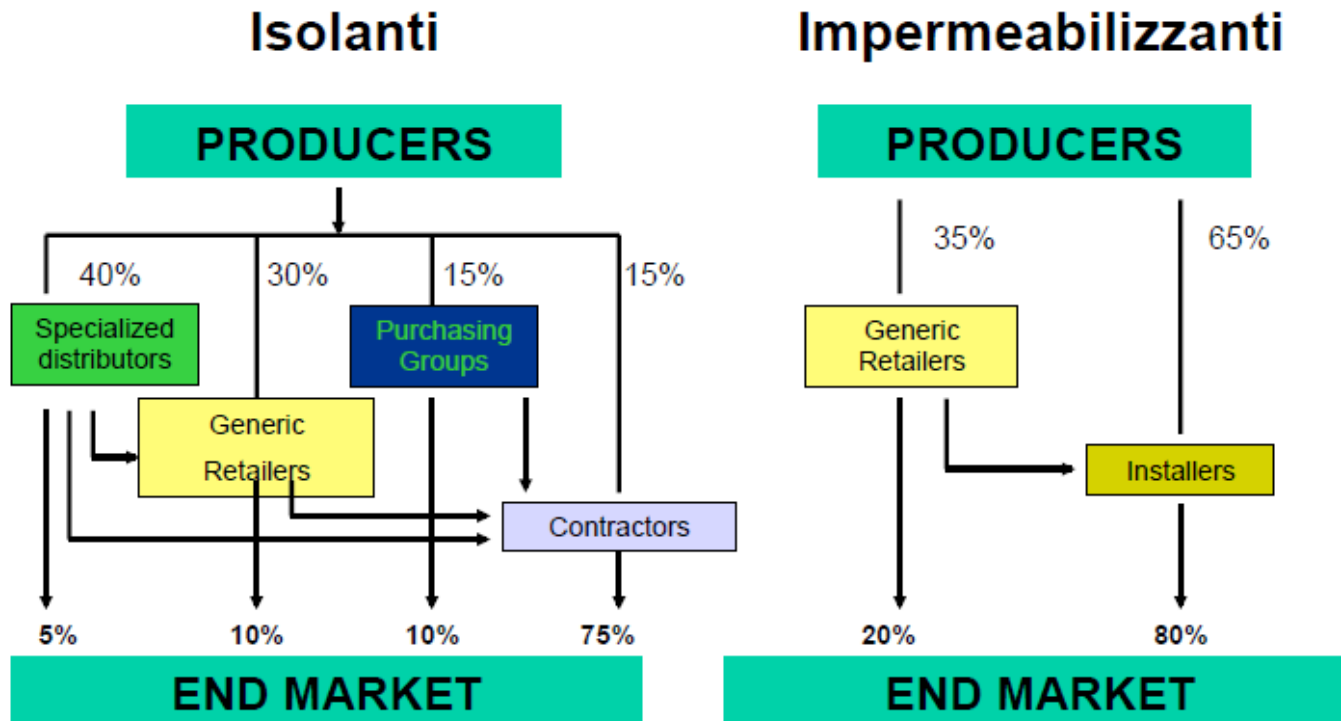 Isolanti
PRODUCERS
40%
30%
15%
15%
Specialized
distributors
Purchasing
Groups
Generic
Retailers
Contractors
5%
10%
10%
75%
END MARKET
Impermeabilizzanti
PRODUCERS
35%
65%
Generic
Retailers
Installers
20%
80%
END MARKET